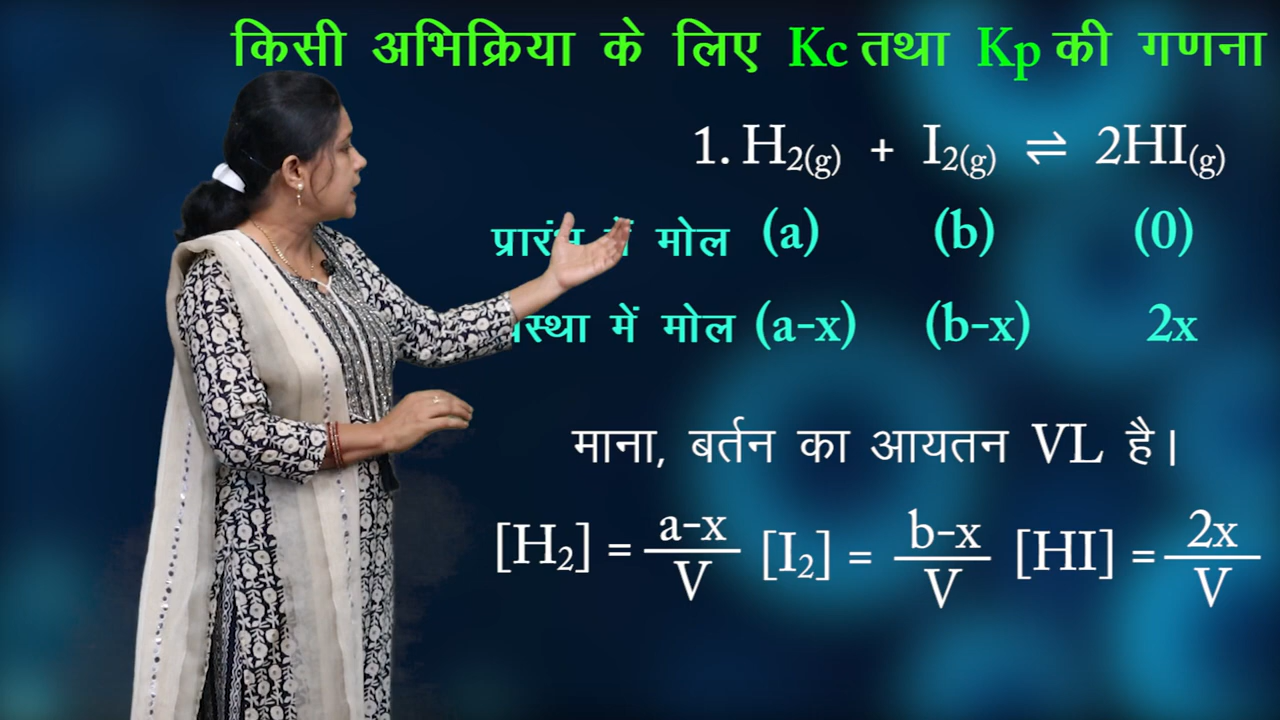 किसी अभिक्रिया के लिए Kc तथा Kp की गणना
1. H₂(g) + I₂(g) ⇌ 2HI(g)
मोल (a) (b) (0)
में मोल (a-x) (b-x) 2x
माना, बर्तन का आयतन VL है।
[H₂] = a-x/V [I₂] = b-x/V [HI] = 2x/V